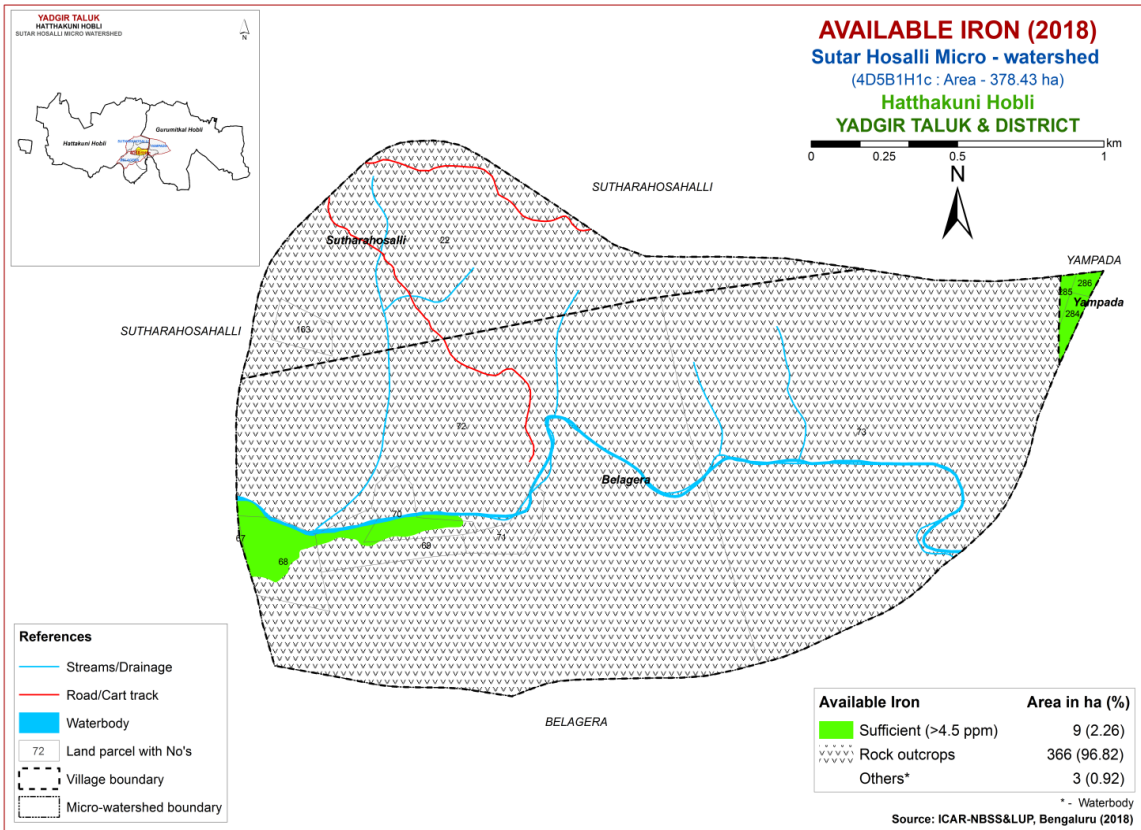 YADGIR TALUK
HATTHAKUNI HOBLI
SUTAR HOSALLI MICRO WATERSHED
N
Gurumitkal Hobli
Hattakuni Hobli
AVAILABLE IRON (2018)
Sutar Hosalli Micro - watershed
(4D5B1H1c : Area - 378.43 ha)
Hatthakuni Hobli
YADGIR TALUK & DISTRICT
km
0 0.25 0.5 1
N
SUTHARAHOSAHALLI
Sutharahosalli
22
YAMPADA
286
285
Yampada
284
SUTHARAHOSAHALLI
163
72
73
Belagera
70
71
67
69
68
BELAGERA
References
Streams/Drainage
Road/Cart track
Waterbody
72 Land parcel with No's
Village boundary
Micro-watershed boundary
Available Iron Area in ha (%)
Sufficient (>4.5 ppm) 9 (2.26)
Rock outcrops 366 (96.82)
Others* 3 (0.92)
* - Waterbody
Source: ICAR-NBSS&LUP, Bengaluru (2018)